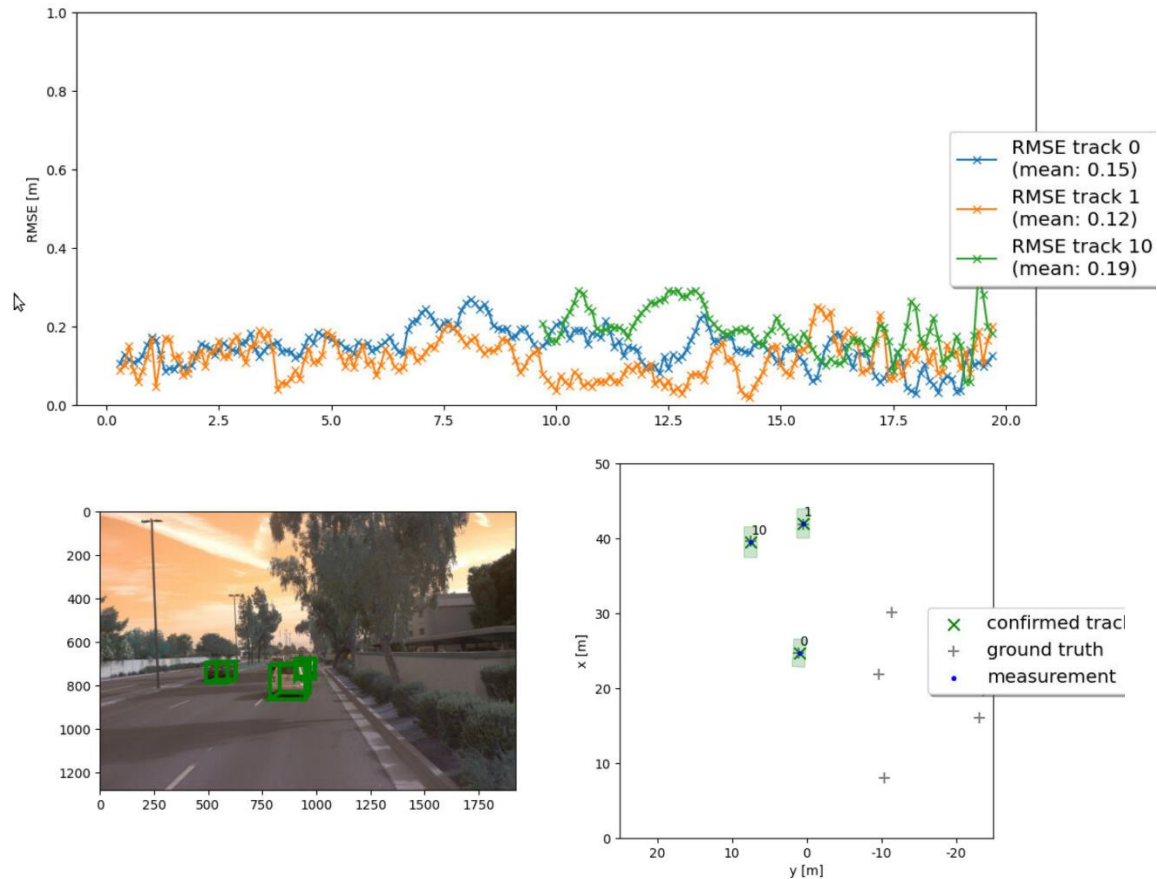 1.0
0.8
0.6
0.4
0.2
0.0
RMSE [m]
0.0 2.5 5.0 7.5 10.0 12.5 15.0 17.5 20.0
RMSE track 0
(mean: 0.15)
RMSE track 1
(mean: 0.12)
RMSE track 10
(mean: 0.19)
0
200
400
600
800
1000
1200
0 250 500 750 1000 1250 1500 1750
50
40
30
20
10
0
x [m]
20 10 0 -10 -20
y [m]
1
10
0
confirmed trac
ground truth
measurement